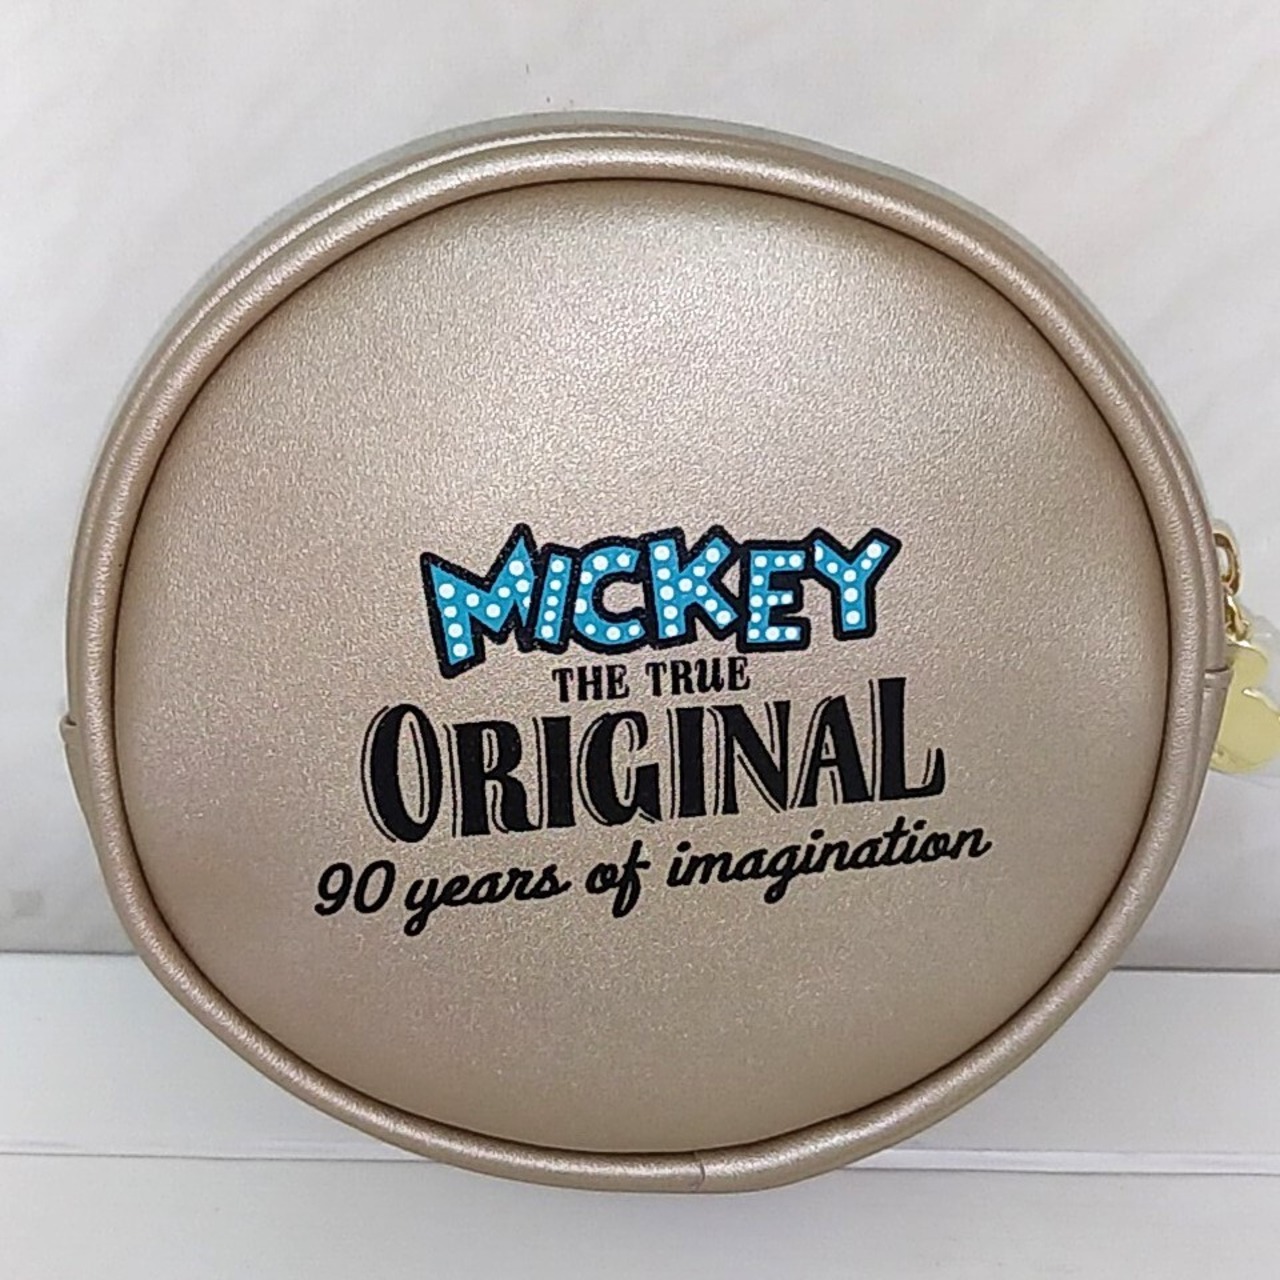 MICKEY
THE TRUE
ORIGINAL
90 years of imagination